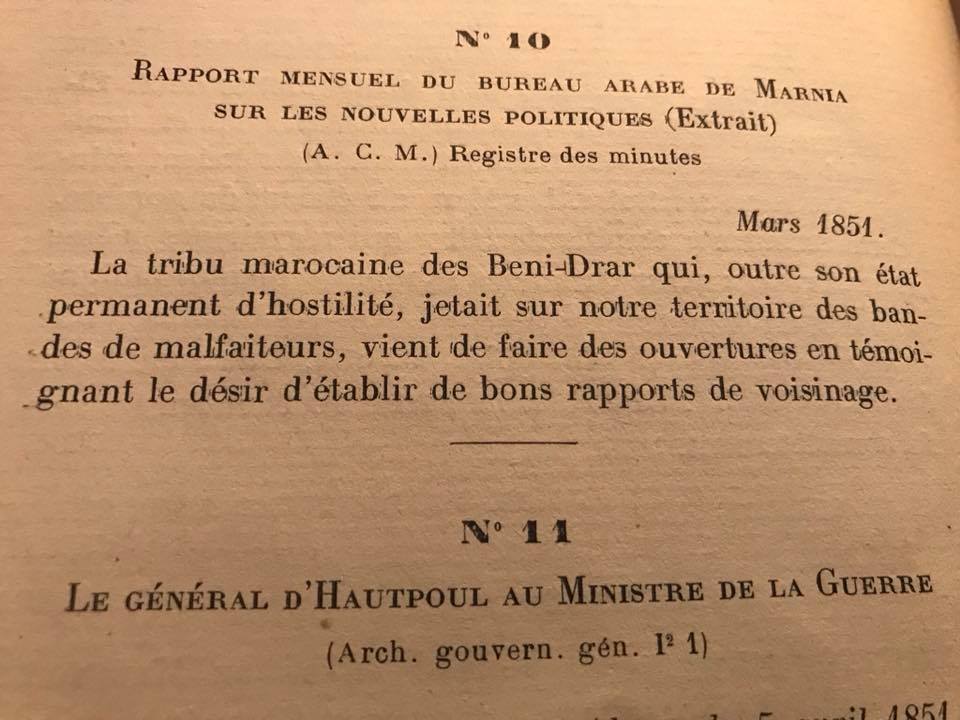 N° 10
RAPPORT MENSUEL DU BUREAU ARABE DE MARNIA
SUR LES NOUVELLES POLITIQUES (Extrait)
(A. C. M.) Registre des minutes
Mars 1851.
La tribu marocaine des Beni-Drar qui, outre son état
permanent d'hostilité, jetait sur notre territoire des ban-
des de malfaiteurs, vient de faire des ouvertures en témoi-
gnant le désir d'établir de bons rapports de voisinage.
N° 11
LE GÉNÉRAL D'HAUTPOUL AU MINISTRE DE LA GUERRE
(Arch. gouvern. gén. I² 1)
5 avril 1851